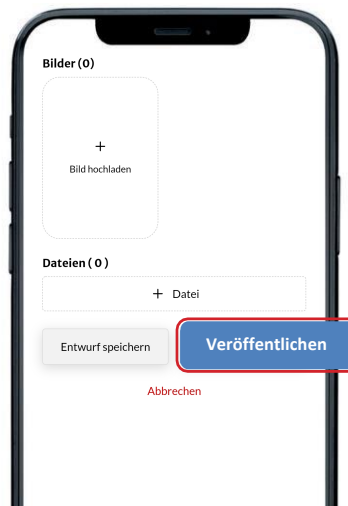 Bilder (0)
+
Bild hochladen
Dateien ( 0 )
+ Datei
Entwurf speichern
Veröffentlichen
Abbrechen